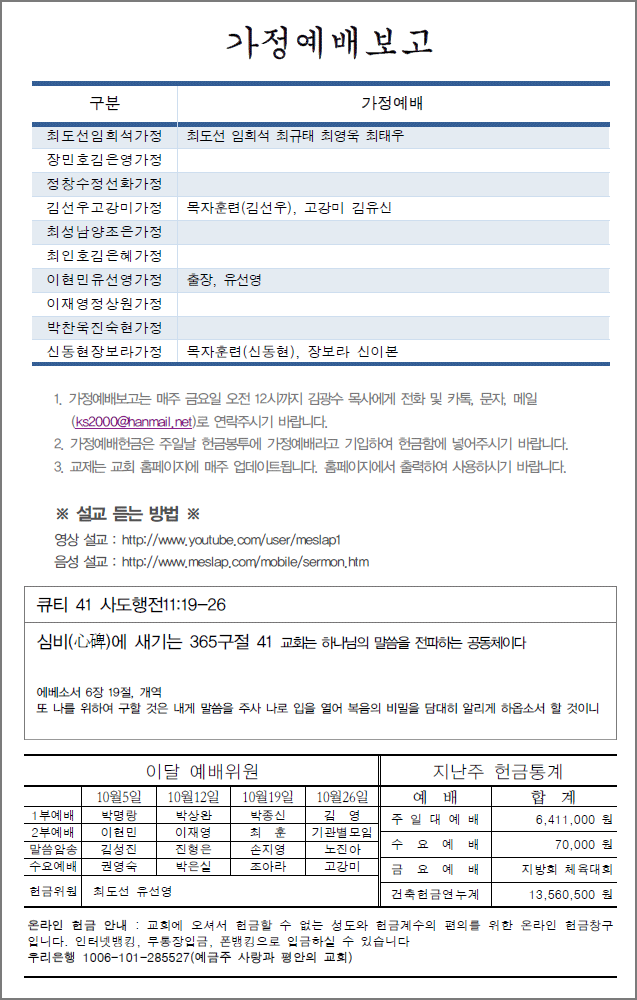 가정예배보고
구분 가정예배
최도선임희석가정 최도선 임희석 최규태 최영욱 최태우
장민호김은영가정
정창수정선화가정
김선우고강미가정 목자훈련(김선우), 고강미 김유신
최성남양조은가정
최인호김은혜가정
이현민유선영가정 출장, 유선영
이재영정상원가정
박찬욱진숙현가정
신동현장보라가정 목자훈련(신동현), 장보라 신이본
1. 가정예배보고는 매주 금요일 오전 12시까지 김광수 목사에게 전화 및 카톡, 문자, 메일
(ks2000@hanmail.net)로 연락주시기 바랍니다.
2. 가정예배헌금은 주일날 헌금봉투에 가정예배라고 기입하여 헌금함에 넣어주시기 바랍니다.
3. 교제는 교회 홈페이지에 매주 업데이트됩니다. 홈페이지에서 출력하여 사용하시기 바랍니다.
※ 설교 듣는 방법 ※
영상 설교 : http://www.youtube.com/user/meslap1
음성 설교 : http://www.meslap.com/mobile/sermon.htm
큐티 41 사도행전11:19-26
심비(心碑)에 새기는 365구절 41 교회는 하나님의 말씀을 전파하는 공동체이다
에베소서 6장 19절, 개역
또 나를 위하여 구할 것은 내게 말씀을 주사 나로 입을 열어 복음의 비밀을 담대히 알리게 하옵소서 할 것이니
이달 예배위원
10월5일 10월12일 10월19일 10월26일
1부예배 박명랑 박상완 박종신 김 영
2부예배 이현민 이재영 최 훈 기관별모임
말씀암송 김성진 진형은 손지영 노진아
수요예배 권영숙 박은실 조아라 고강미
헌금위원 최도선 유선영
지난주 헌금통계
예 배 합 계
주 일 대 예 배 6,411,000 원
수 요 예 배 70,000 원
금 요 예 배 지방회 체육대회
건축헌금연누계 13,560,500 원
온라인 헌금 안내 : 교회에 오셔서 헌금할 수 없는 성도와 헌금계수의 편의를 위한 온라인 헌금창구
입니다. 인터넷뱅킹, 무통장입금, 폰뱅킹으로 입금하실 수 있습니다
우리은행 1006-101-285527(예금주 사랑과 평안의 교회)